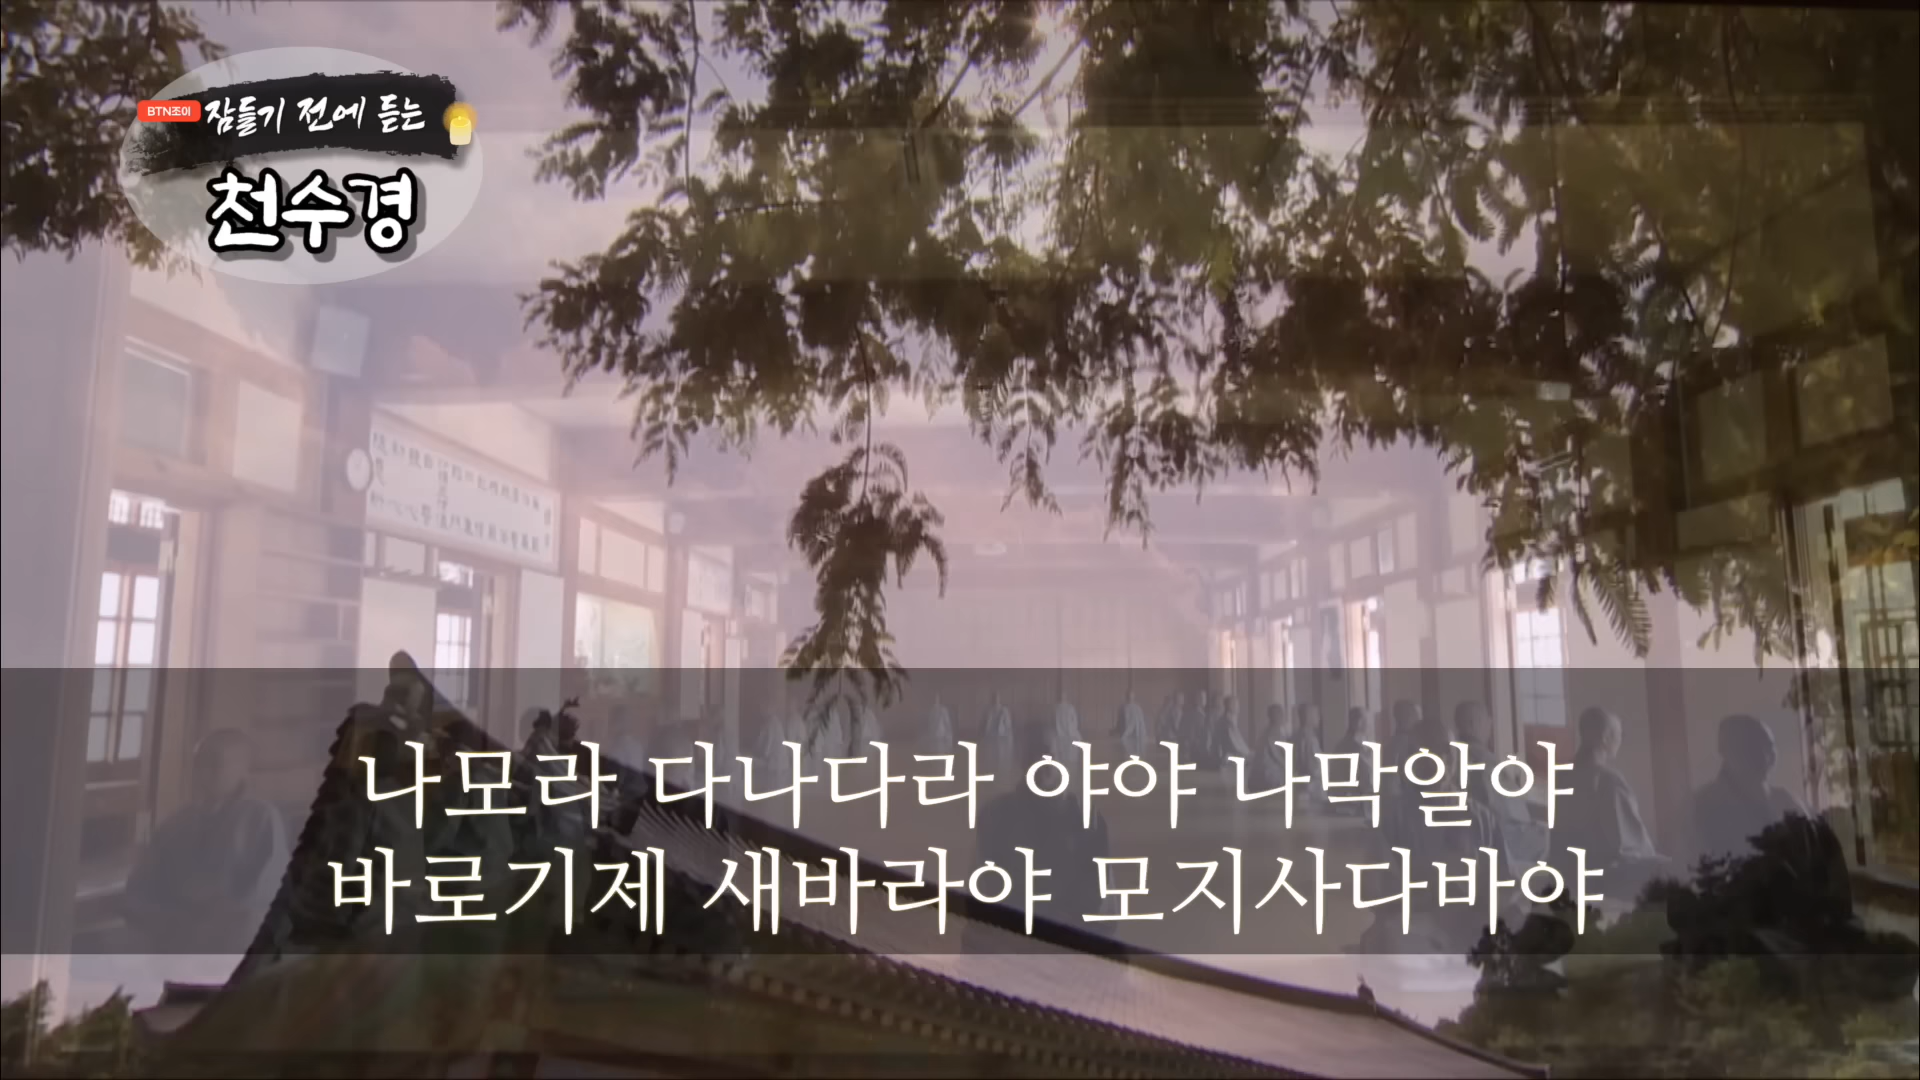 BTN조이
잠들기 전에 듣는
천수경
나모라 다나다라 야야 나막알야
바로기제 새바라야 모지사다바야